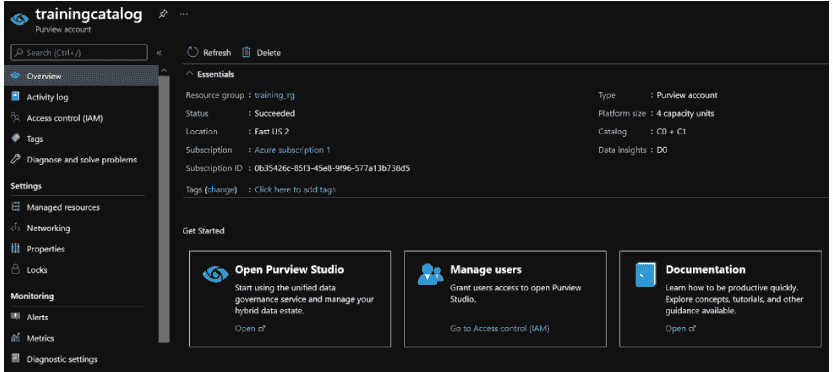 trainingcatalog
...
Purview account
Search (Ctrl+/)
«
Overview
Activity log
Access control (IAM)
Tags
Diagnose and solve problems
Settings
Managed resources
Networking
Properties
Locks
Monitoring
Alerts
Metrics
Diagnostic settings
Refresh Delete
Essentials
Resource group : training_rg
Status : Succeeded
Location : East US 2
Subscription : Azure subscription 1
Subscription ID : 0b35426c-85f3-45e8-9f96-577a13b738d5
Tags (change) : Click here to add tags
Type : Purview account
Platform size : 4 capacity units
Catalog : C0 + C1
Data insights : D0
Get Started
Open Purview Studio
Start using the unified data
governance service and manage your
hybrid data estate.
Open
Manage users
Grant users access to open Purview
Studio.
Go to Access control (IAM)
Documentation
Learn how to be productive quickly.
Explore concepts, tutorials, and other
guidance available.
Open